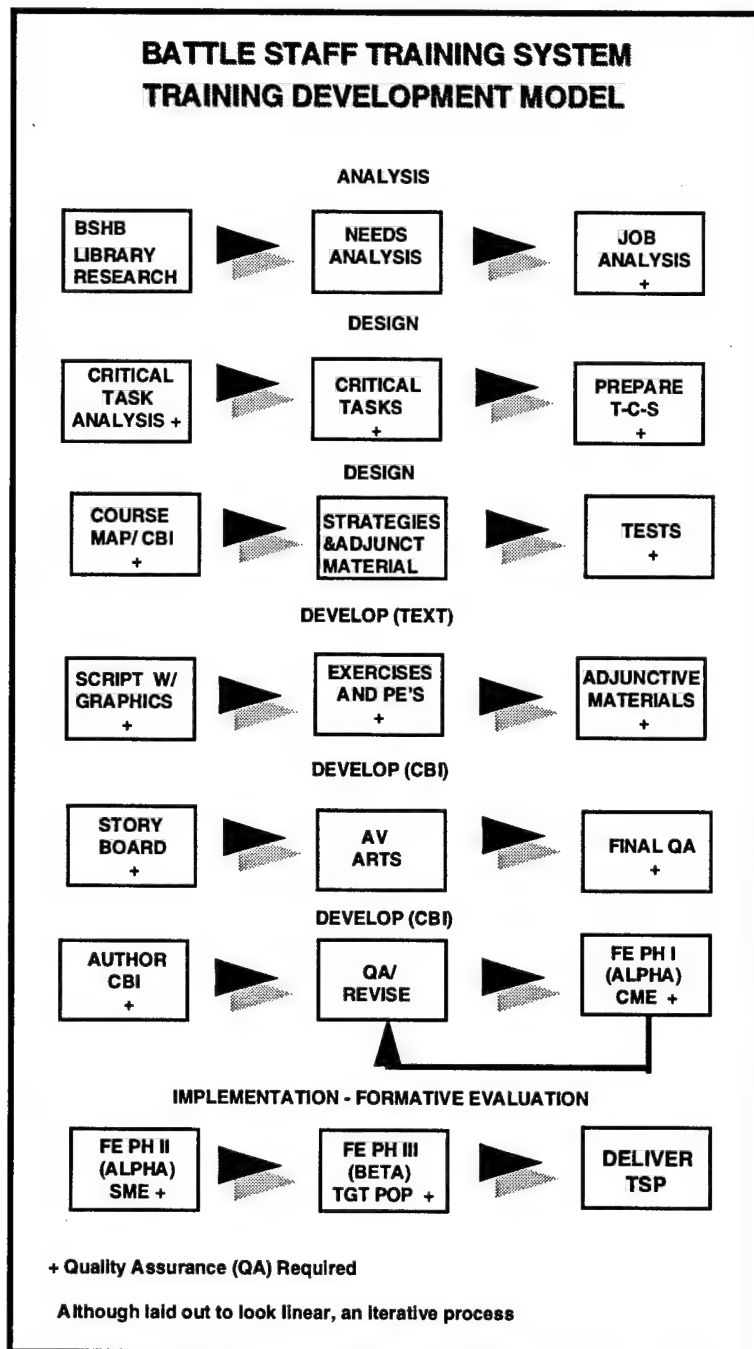 BATTLE STAFF TRAINING SYSTEM
TRAINING DEVELOPMENT MODEL
ANALYSIS
BSHB
LIBRARY
RESEARCH
NEEDS
ANALYSIS
JOB
ANALYSIS
+
DESIGN
CRITICAL
TASK
ANALYSIS +
CRITICAL
TASKS
+
PREPARE
T-C-S
+
DESIGN
COURSE
MAP/ CBI
+
STRATEGIES
&ADJUNCT
MATERIAL
TESTS
+
DEVELOP (TEXT)
SCRIPT W/
GRAPHICS
+
EXERCISES
AND PE'S
+
ADJUNCTIVE
MATERIALS
+
DEVELOP (CBI)
STORY
BOARD
+
AV
ARTS
FINAL QA
+
DEVELOP (CBI)
AUTHOR
CBI
+
QA/
REVISE
FE PH I
(ALPHA)
CME +
IMPLEMENTATION - FORMATIVE EVALUATION
FE PH II
(ALPHA)
SME +
FE PH III
(BETA)
TGT POP +
DELIVER
TSP
+ Quality Assurance (QA) Required
Although laid out to look linear, an iterative process